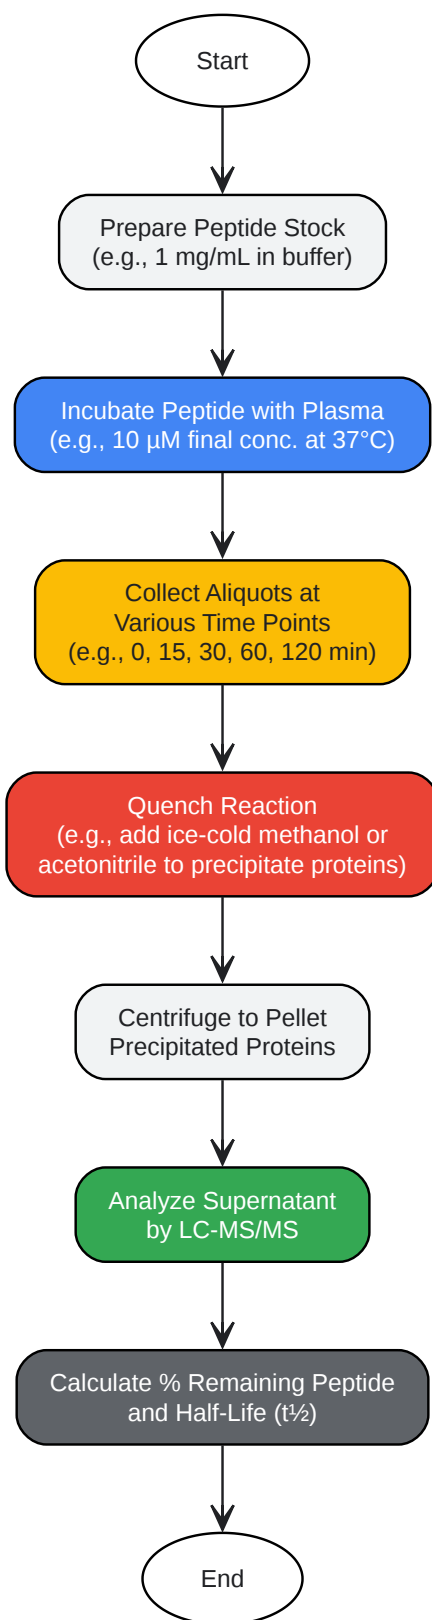 Start
Prepare Peptide Stock
(e.g., 1 mg/mL in buffer)
Incubate Peptide with Plasma
(e.g., 10 µM final conc. at 37°C)
Collect Aliquots at
Various Time Points
(e.g., 0, 15, 30, 60, 120 min)
Quench Reaction
(e.g., add ice-cold methanol or
acetonitrile to precipitate proteins)
Centrifuge to Pellet
Precipitated Proteins
Analyze Supernatant
by LC-MS/MS
Calculate % Remaining Peptide
and Half-Life (t½)
End